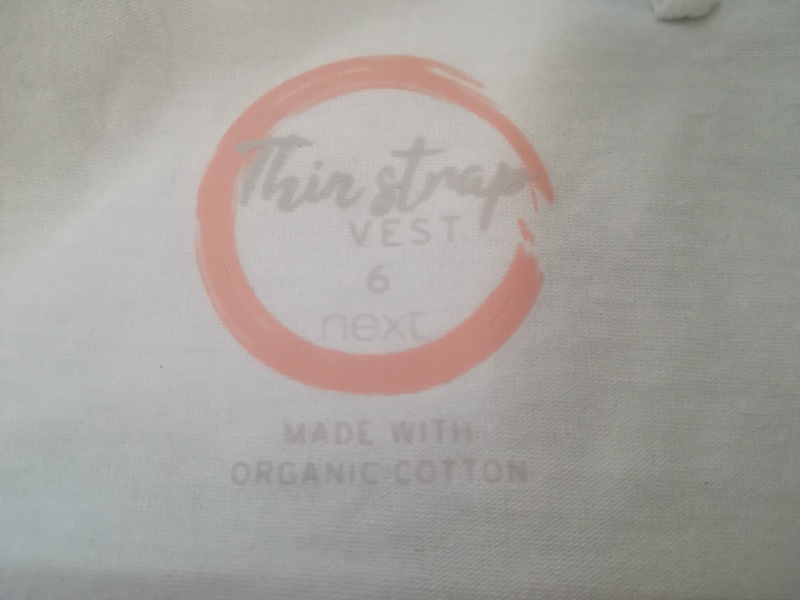 Thin strap
VEST
6
next
MADE WITH
ORGANIC COTTON